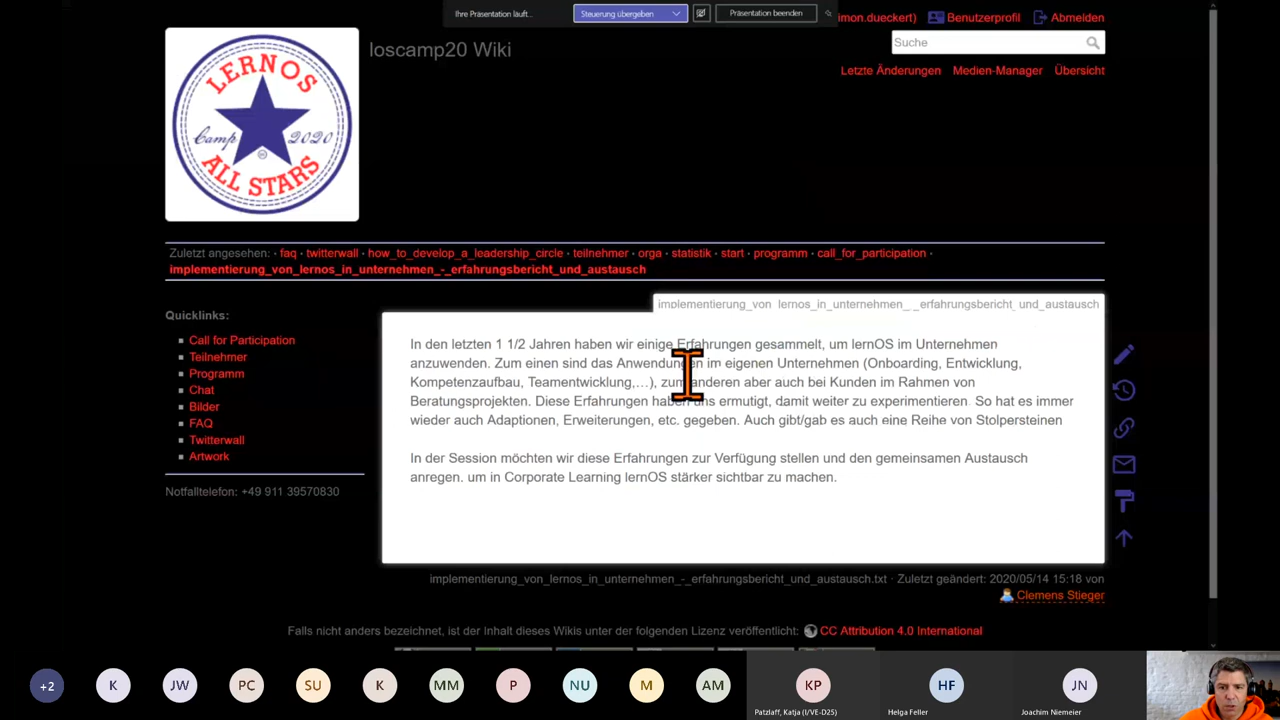 Ihre Präsentation läuft...
Steuerung übergeben
Präsentation beenden
imon.dueckert)
Benutzerprofil
Abmelden
LERNOS
Camp 2020
ALL STARS
loscamp20 Wiki
Suche
Letzte Änderungen Medien-Manager Übersicht
Zuletzt angesehen: · faq · twitterwall · how_to_develop_a_leadership_circle · teilnehmer · orga · statistik · start · programm · call_for_participation ·
implementierung_von_lernos_in_unternehmen_-_erfahrungsbericht_und_austausch
implementierung_von_lernos_in_unternehmen_-_erfahrungsbericht_und_austausch
Quicklinks:
Call for Participation
Teilnehmer
Programm
Chat
Bilder
FAQ
Twitterwall
Artwork
Notfalltelefon: +49 911 39570830
In den letzten 1 1/2 Jahren haben wir einige Erfahrungen gesammelt, um lernOS im Unternehmen
anzuwenden. Zum einen sind das Anwendungen im eigenen Unternehmen (Onboarding, Entwicklung,
Kompetenzaufbau, Teamentwicklung,…), zum anderen aber auch bei Kunden im Rahmen von
Beratungsprojekten. Diese Erfahrungen haben uns ermutigt, damit weiter zu experimentieren. So hat es immer
wieder auch Adaptionen, Erweiterungen, etc. gegeben. Auch gibt/gab es auch eine Reihe von Stolpersteinen
In der Session möchten wir diese Erfahrungen zur Verfügung stellen und den gemeinsamen Austausch
anregen. um in Corporate Learning lernOS stärker sichtbar zu machen.
implementierung_von_lernos_in_unternehmen_-_erfahrungsbericht_und_austausch.txt · Zuletzt geändert: 2020/05/14 15:18 von
Clemens Stieger
Falls nicht anders bezeichnet, ist der Inhalt dieses Wikis unter der folgenden Lizenz veröffentlicht: CC Attribution 4.0 International
+2 K JW PC SU K MM P NU M AM KP HF JN
Patzlaff, Katja (I/VE-D25)
Helga Feller
Joachim Niemeier